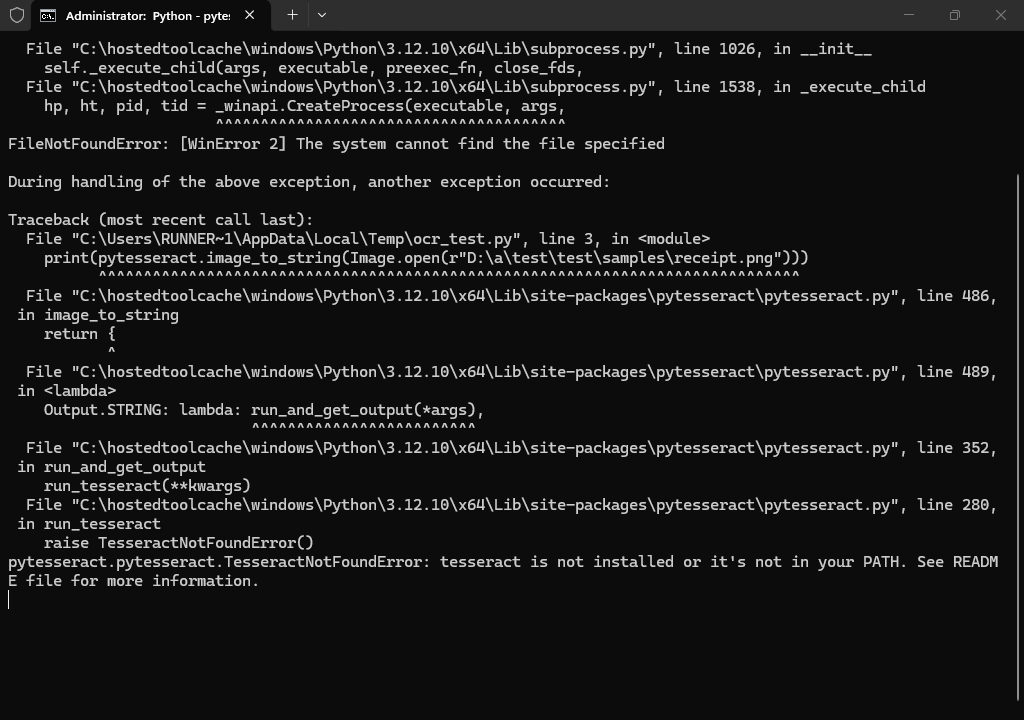 Administrator: Python - pytes
File "C:\hostedtoolcache\windows\Python\3.12.10\x64\Lib\subprocess.py", line 1026, in __init__
self._execute_child(args, executable, preexec_fn, close_fds,
File "C:\hostedtoolcache\windows\Python\3.12.10\x64\Lib\subprocess.py", line 1538, in _execute_child
hp, ht, pid, tid = _winapi.CreateProcess(executable, args,
^^^^^^^^^^^^^^^^^^^^^^^^^^^^^^^^^^^^^^^
FileNotFoundError: [WinError 2] The system cannot find the file specified
During handling of the above exception, another exception occurred:
Traceback (most recent call last):
File "C:\Users\RUNNER~1\AppData\Local\Temp\ocr_test.py", line 3, in <module>
print(pytesseract.image_to_string(Image.open(r"D:\a\test\test\samples\receipt.png")))
^^^^^^^^^^^^^^^^^^^^^^^^^^^^^^^^^^^^^^^^^^^^^^^^^^^^^^^^^^^^^^^^^^^^^^^^^^^^^^
File "C:\hostedtoolcache\windows\Python\3.12.10\x64\Lib\site-packages\pytesseract\pytesseract.py", line 486,
in image_to_string
return {
^
File "C:\hostedtoolcache\windows\Python\3.12.10\x64\Lib\site-packages\pytesseract\pytesseract.py", line 489,
in <lambda>
Output.STRING: lambda: run_and_get_output(*args),
^^^^^^^^^^^^^^^^^^^^^^^^^
File "C:\hostedtoolcache\windows\Python\3.12.10\x64\Lib\site-packages\pytesseract\pytesseract.py", line 352,
in run_and_get_output
run_tesseract(**kwargs)
File "C:\hostedtoolcache\windows\Python\3.12.10\x64\Lib\site-packages\pytesseract\pytesseract.py", line 280,
in run_tesseract
raise TesseractNotFoundError()
pytesseract.pytesseract.TesseractNotFoundError: tesseract is not installed or it's not in your PATH. See READM
E file for more information.